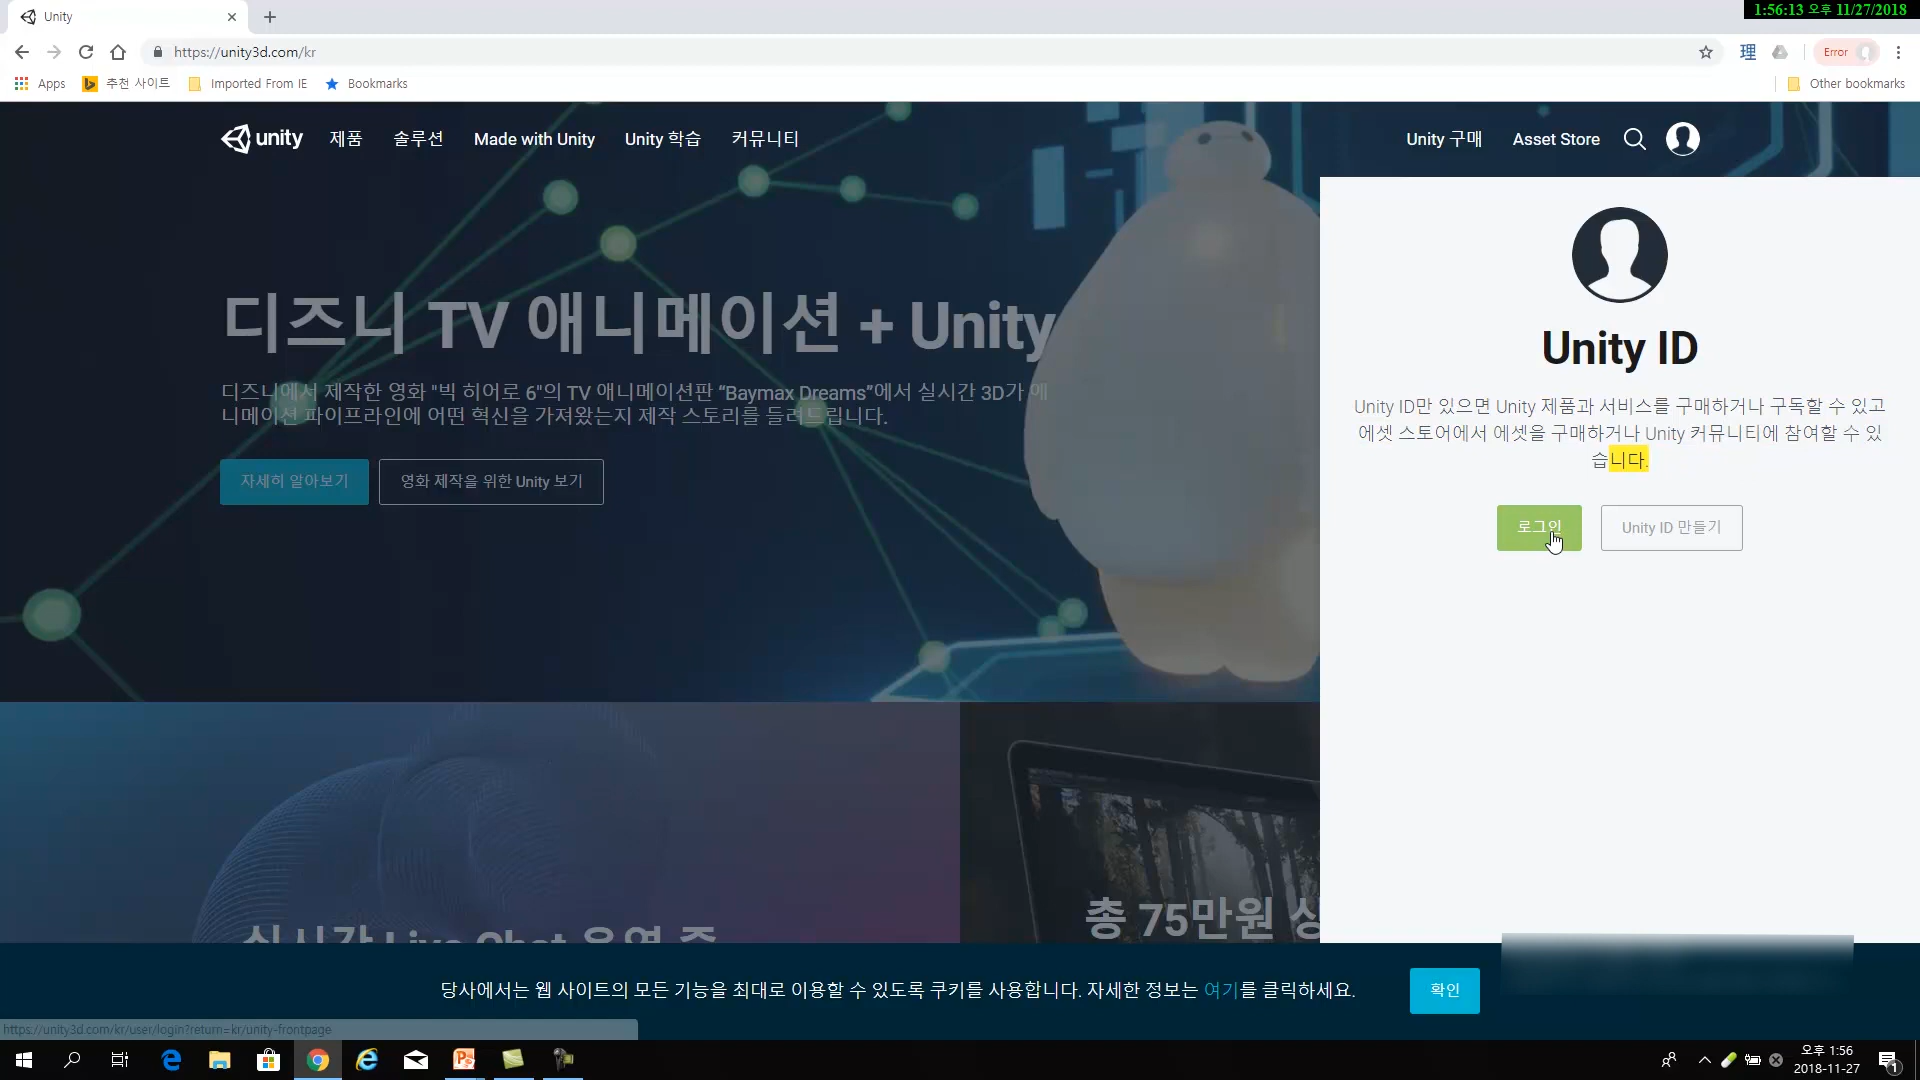 Unity
1:56:13 오후 11/27/2018
https://unity3d.com/kr
理
Error
Apps
추천 사이트
Imported From IE
Bookmarks
Other bookmarks
unity
제품
솔루션
Made with Unity
Unity 학습
커뮤니티
Unity 구매
Asset Store
디즈니 TV 애니메이션 + Unity
디즈니에서 제작한 영화 "빅 히어로 6"의 TV 애니메이션판 “Baymax Dreams”에서 실시간 3D가 애
니메이션 파이프라인에 어떤 혁신을 가져왔는지 제작 스토리를 들려드립니다.
자세히 알아보기
영화 제작을 위한 Unity 보기
Unity ID
Unity ID만 있으면 Unity 제품과 서비스를 구매하거나 구독할 수 있고
에셋 스토어에서 에셋을 구매하거나 Unity 커뮤니티에 참여할 수 있
습니다.
로그인
Unity ID 만들기
실시간 Live Chat 운영 중
총 75만원 상
당사에서는 웹 사이트의 모든 기능을 최대로 이용할 수 있도록 쿠키를 사용합니다. 자세한 정보는 여기를 클릭하세요.
확인
https://unity3d.com/kr/user/login?return=kr/unity-frontpage
오후 1:56
2018-11-27
1